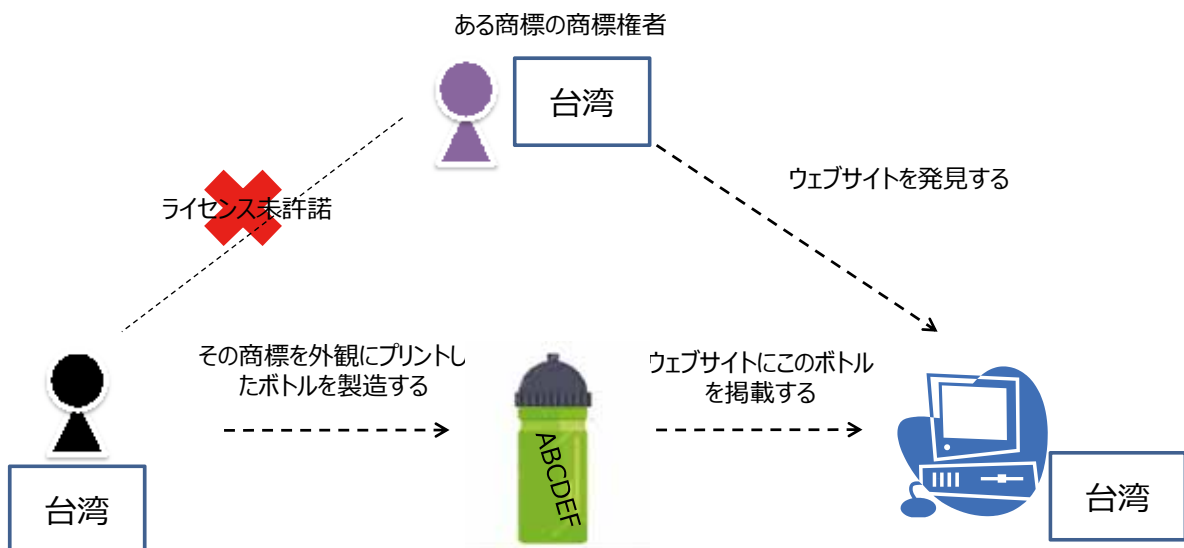 ある商標の商標権者
台湾
ウェブサイトを発見する
ライセンス未許諾
その商標を外観にプリントし
たボトルを製造する
ウェブサイトにこのボトル
を掲載する
ABCDEF
台湾
台湾